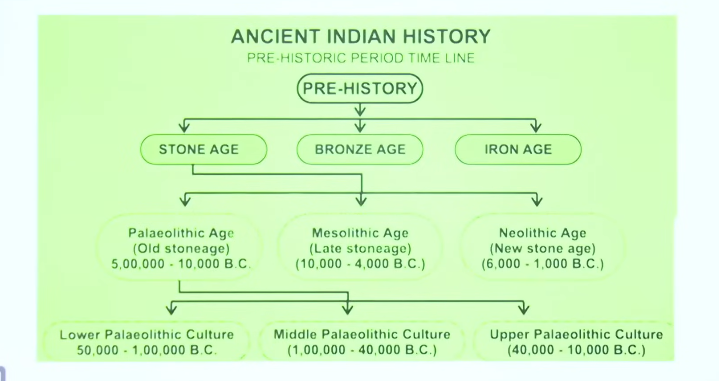 ANCIENT INDIAN HISTORY
PRE-HISTORIC PERIOD TIME LINE
PRE-HISTORY
STONE AGE
BRONZE AGE
IRON AGE
Palaeolithic Age
(Old stoneage)
5,00,000 - 10,000 B.C.
Mesolithic Age
(Late stoneage)
(10,000 - 4,000 B.C.)
Neolithic Age
(New stone age)
(6,000 - 1,000 B.C.)
Lower Palaeolithic Culture
50,000 - 1,00,000 B.C.
Middle Palaeolithic Culture
(1,00,000 - 40,000 B.C.)
Upper Palaeolithic Culture
(40,000 - 10,000 B.C.)